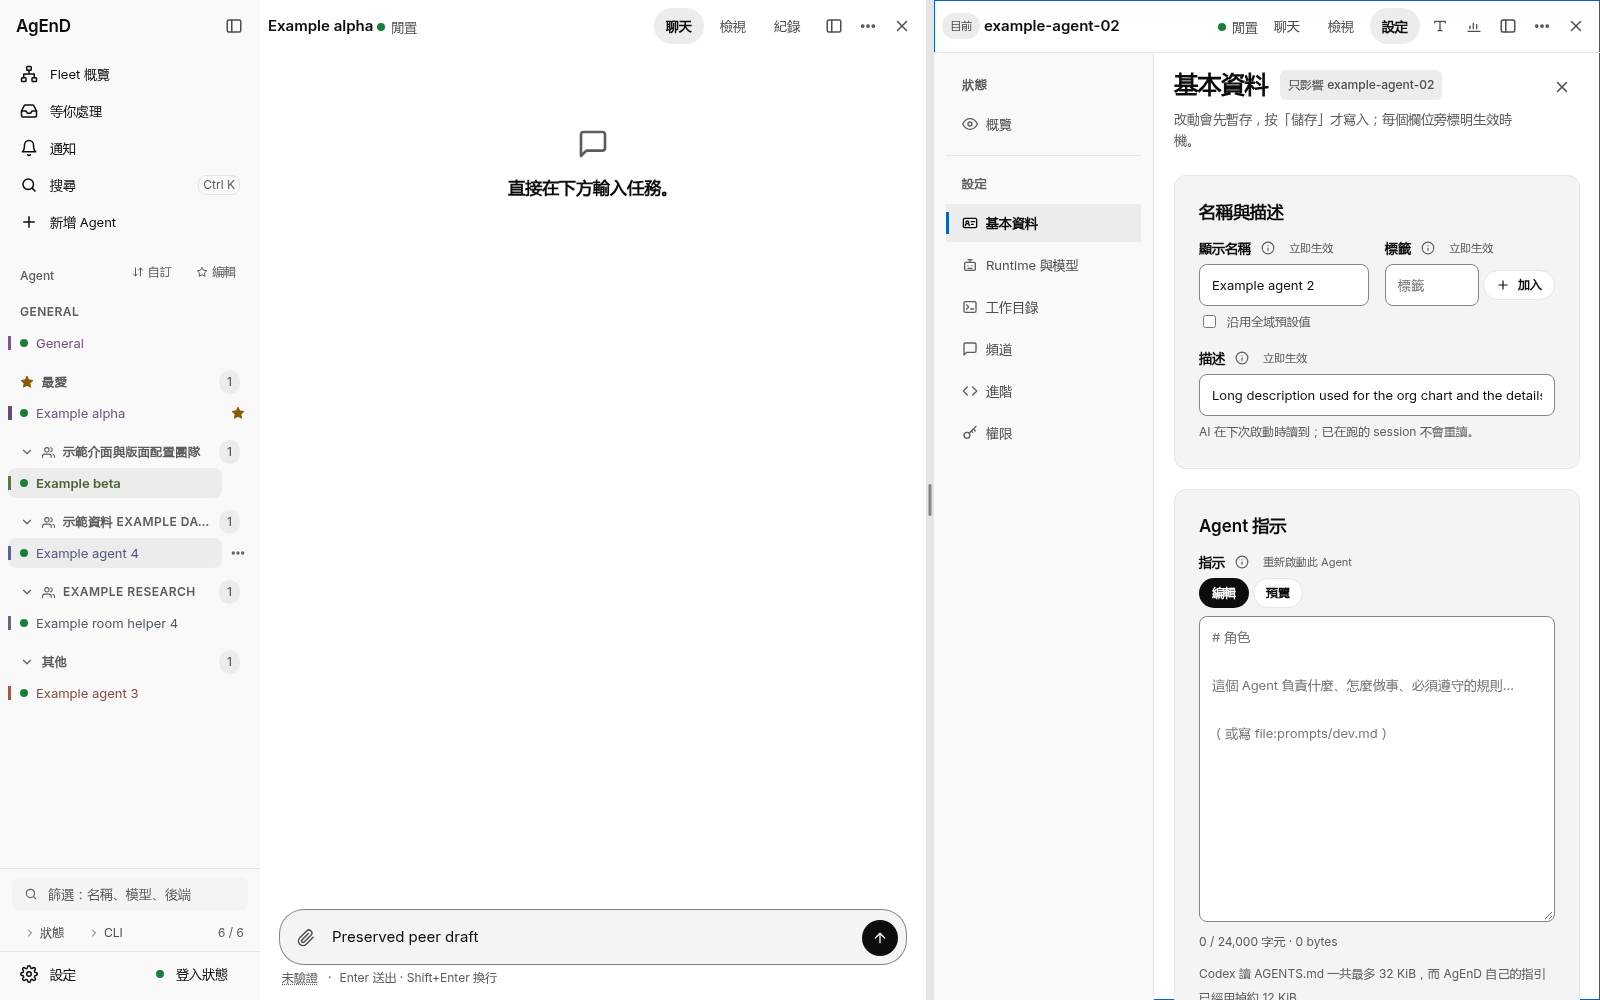 AgEnD
Fleet 概覽
等你處理
通知
搜尋 Ctrl K
新增 Agent
Agent 自訂 編輯
GENERAL
General
最愛 1
Example alpha
示範介面與版面配置團隊 1
Example beta
示範資料 EXAMPLE DA... 1
Example agent 4
EXAMPLE RESEARCH 1
Example room helper 4
其他 1
Example agent 3
篩選：名稱、模型、後端
狀態 CLI 6 / 6
設定 登入狀態
Example alpha 閒置 聊天 檢視 紀錄
直接在下方輸入任務。
Preserved peer draft
未驗證 · Enter 送出 · Shift+Enter 換行
目前 example-agent-02 閒置 聊天 檢視 設定
狀態
概覽
設定
基本資料
Runtime 與模型
工作目錄
頻道
進階
權限
基本資料 只影響 example-agent-02
改動會先暫存，按「儲存」才寫入；每個欄位旁標明生效時
機。
名稱與描述
顯示名稱 立即生效 標籤 立即生效
Example agent 2 標籤 加入
沿用全域預設值
描述 立即生效
Long description used for the org chart and the details
AI 在下次啟動時讀到；已在跑的 session 不會重讀。
Agent 指示
指示 重新啟動此 Agent
編輯 預覽
# 角色
這個 Agent 負責什麼、怎麼做事、必須遵守的規則...
（ 或寫 file:prompts/dev.md ）
0 / 24,000 字元 · 0 bytes
Codex 讀 AGENTS.md 一共最多 32 KiB，而 AgEnD 自己的指引
已經用掉約 12 KiB